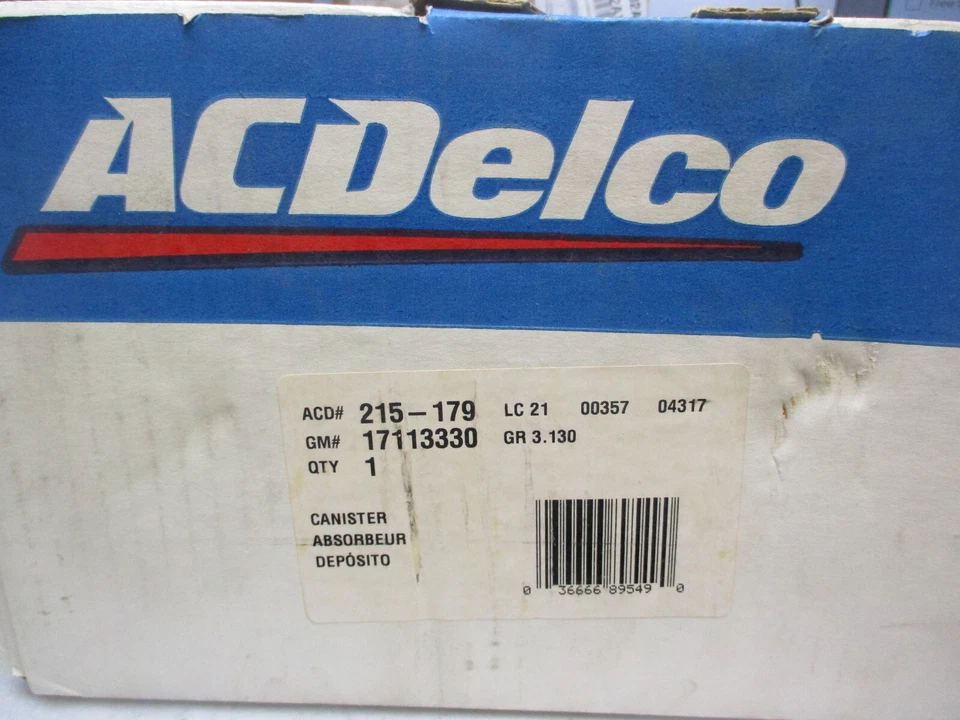 ACDelco
ACD# 215-179 LC 21 00357 04317
GM# 17113330 GR 3.130
QTY 1
CANISTER
ABSORBEUR
DEPÓSITO
0 36666 89549 0